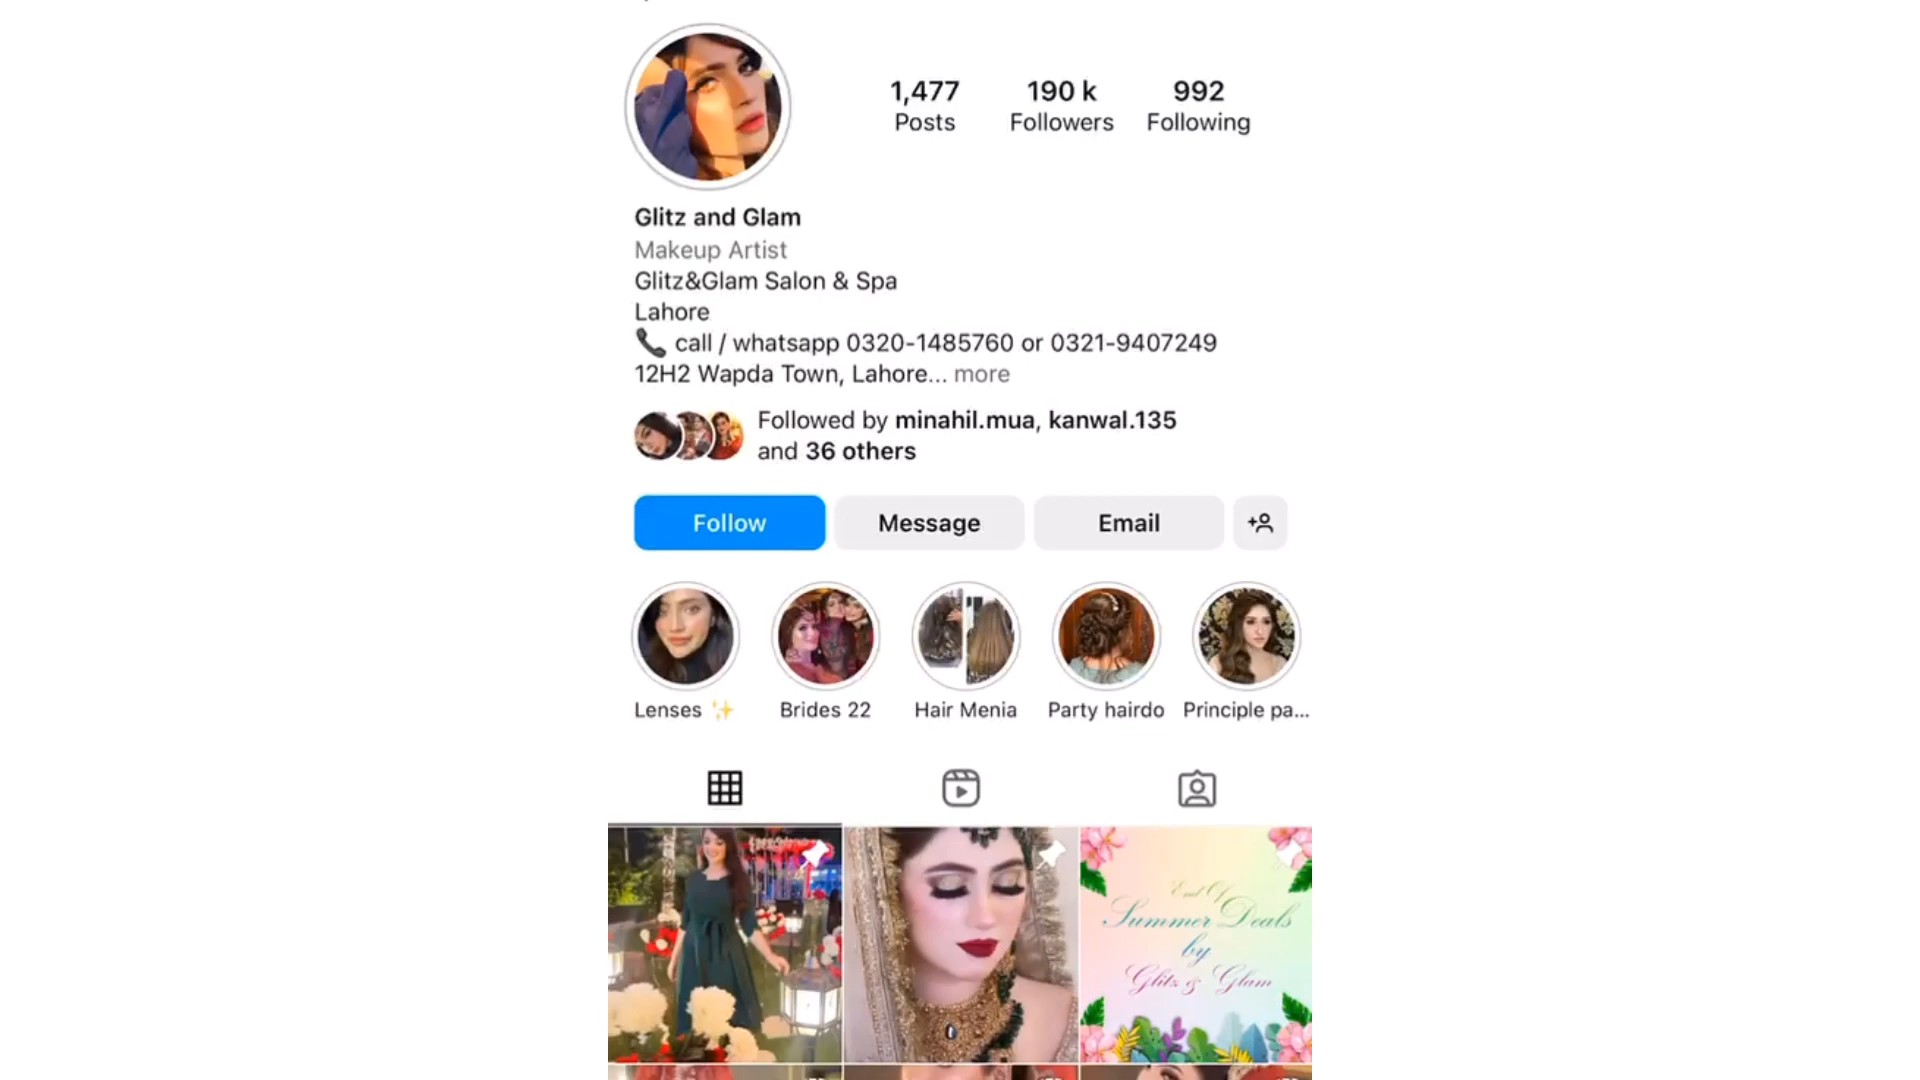 1,477
Posts
190 k
Followers
992
Following
Glitz and Glam
Makeup Artist
Glitz&Glam Salon & Spa
Lahore
call / whatsapp 0320-1485760 or 0321-9407249
12H2 Wapda Town, Lahore... more
Followed by minahil.mua, kanwal.135
and 36 others
Follow
Message
Email
Lenses ✨
Brides 22
Hair Menia
Party hairdo
Principle pa...
End Of
Summer Deals
by
Glitz & Glam